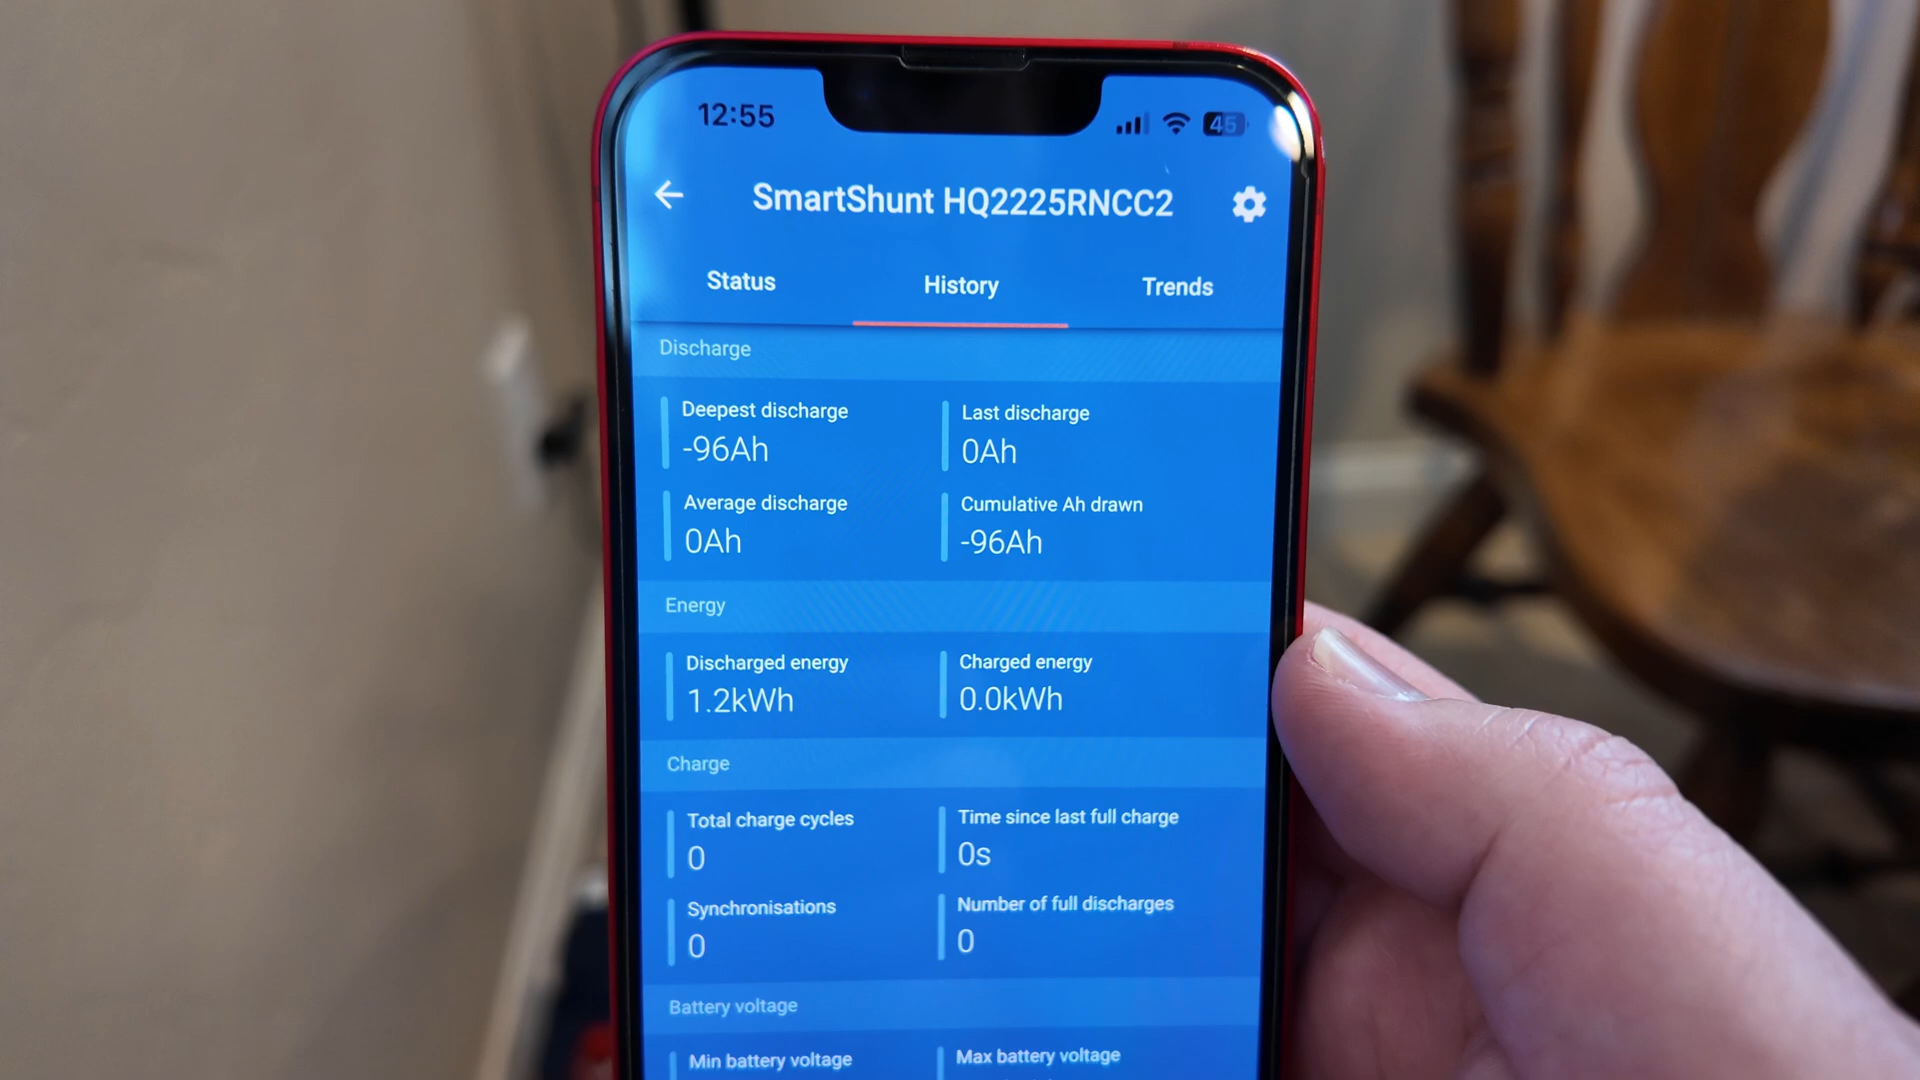 12:55
45
SmartShunt HQ2225RNCC2
Status History Trends
Discharge
Deepest discharge Last discharge
-96Ah 0Ah
Average discharge Cumulative Ah drawn
0Ah -96Ah
Energy
Discharged energy Charged energy
1.2kWh 0.0kWh
Charge
Total charge cycles Time since last full charge
0 0s
Synchronisations Number of full discharges
0 0
Battery voltage
Min battery voltage Max battery voltage